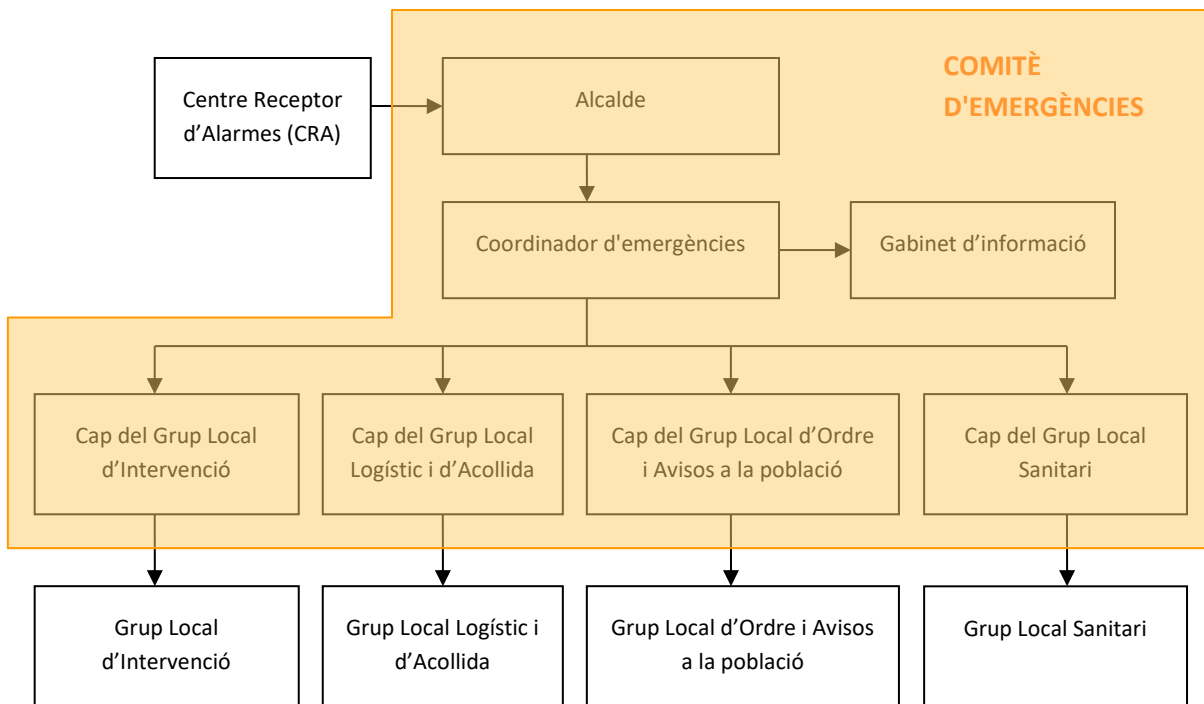 COMITÈ
D'EMERGÈNCIES
Centre Receptor
d’Alarmes (CRA)
Alcalde
Coordinador d'emergències
Gabinet d’informació
Cap del Grup Local
d’Intervenció
Cap del Grup Local
Logístic i d’Acollida
Cap del Grup Local d’Ordre
i Avisos a la població
Cap del Grup Local
Sanitari
Grup Local
d’Intervenció
Grup Local Logístic i
d’Acollida
Grup Local d’Ordre i Avisos
a la població
Grup Local Sanitari